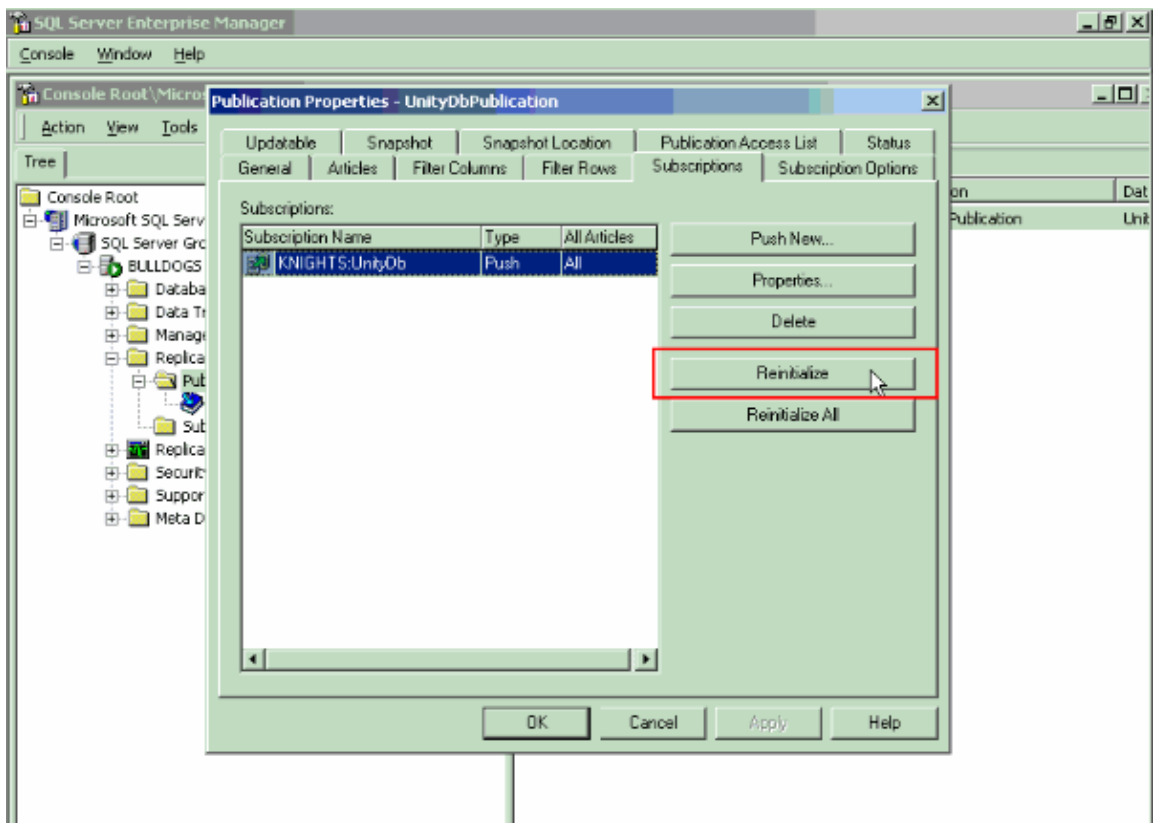 SQL Server Enterprise Manager
Console Window Help
Console Root\Micros
Action View Tools
Tree
Console Root
Microsoft SQL Serv
SQL Server Gro
BULLDOGS
Databa
Data Tr
Manage
Replica
Pub
Sub
Replica
Security
Suppor
Meta D
Publication Properties - UnityDbPublication
Updatable Snapshot Snapshot Location Publication Access List Status
General Articles Filter Columns Filter Rows Subscriptions Subscription Options
Subscriptions:
Subscription Name Type All Articles
KNIGHTS:UnityDb Push All
Push New...
Properties...
Delete
Reinitialize
Reinitialize All
OK Cancel Apply Help
on Dat
Publication Unit